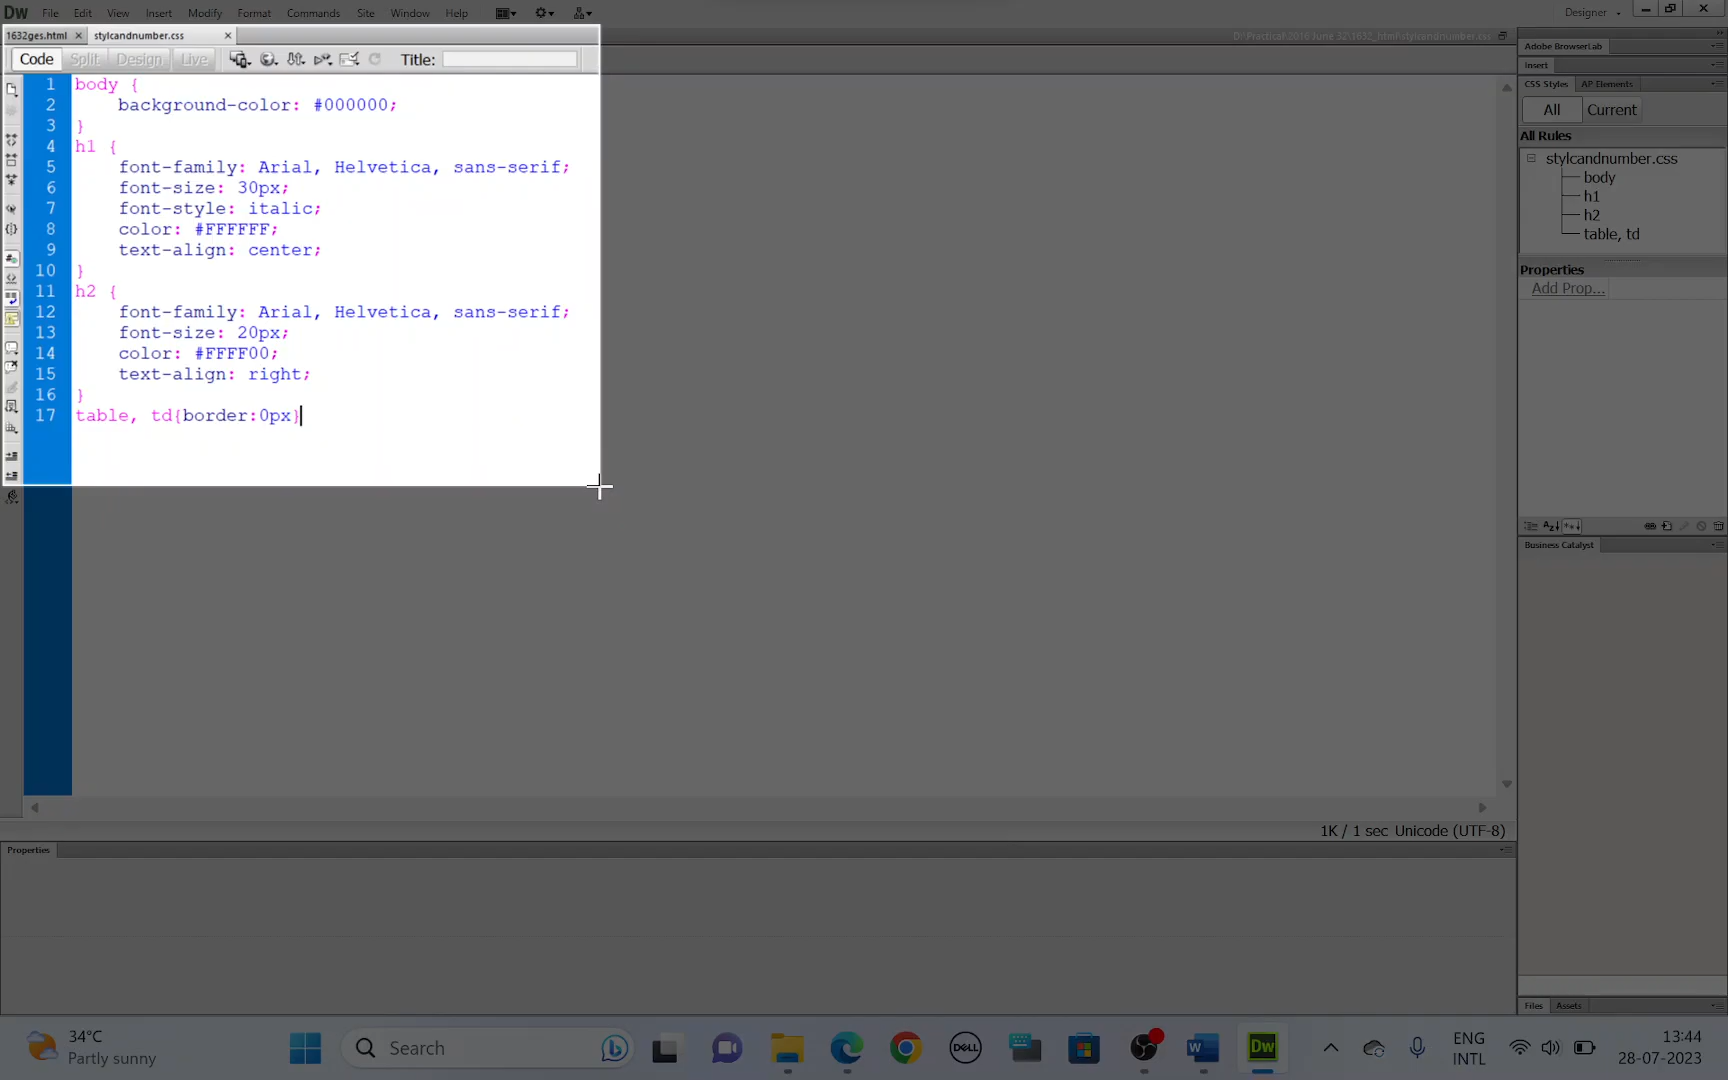 Dw File Edit View Insert Modify Format Commands Site Window Help Designer
1632ges.html stylcandnumber.css
Code Split Design Live Title:
1 body {
2 background-color: #000000;
3 }
4 h1 {
5 font-family: Arial, Helvetica, sans-serif;
6 font-size: 30px;
7 font-style: italic;
8 color: #FFFFFF;
9 text-align: center;
10 }
11 h2 {
12 font-family: Arial, Helvetica, sans-serif;
13 font-size: 20px;
14 color: #FFFF00;
15 text-align: right;
16 }
17 table, td{border:0px}
1K / 1 sec Unicode (UTF-8)
Properties
Adobe BrowserLab
Insert
CSS Styles AP Elements
All Current
All Rules
stylcandnumber.css
body
h1
h2
table, td
Properties
Add Prop...
Business Catalyst
Files Assets
34°C
Partly sunny
Search
DELL
W
Dw
ENG
INTL
13:44
28-07-2023